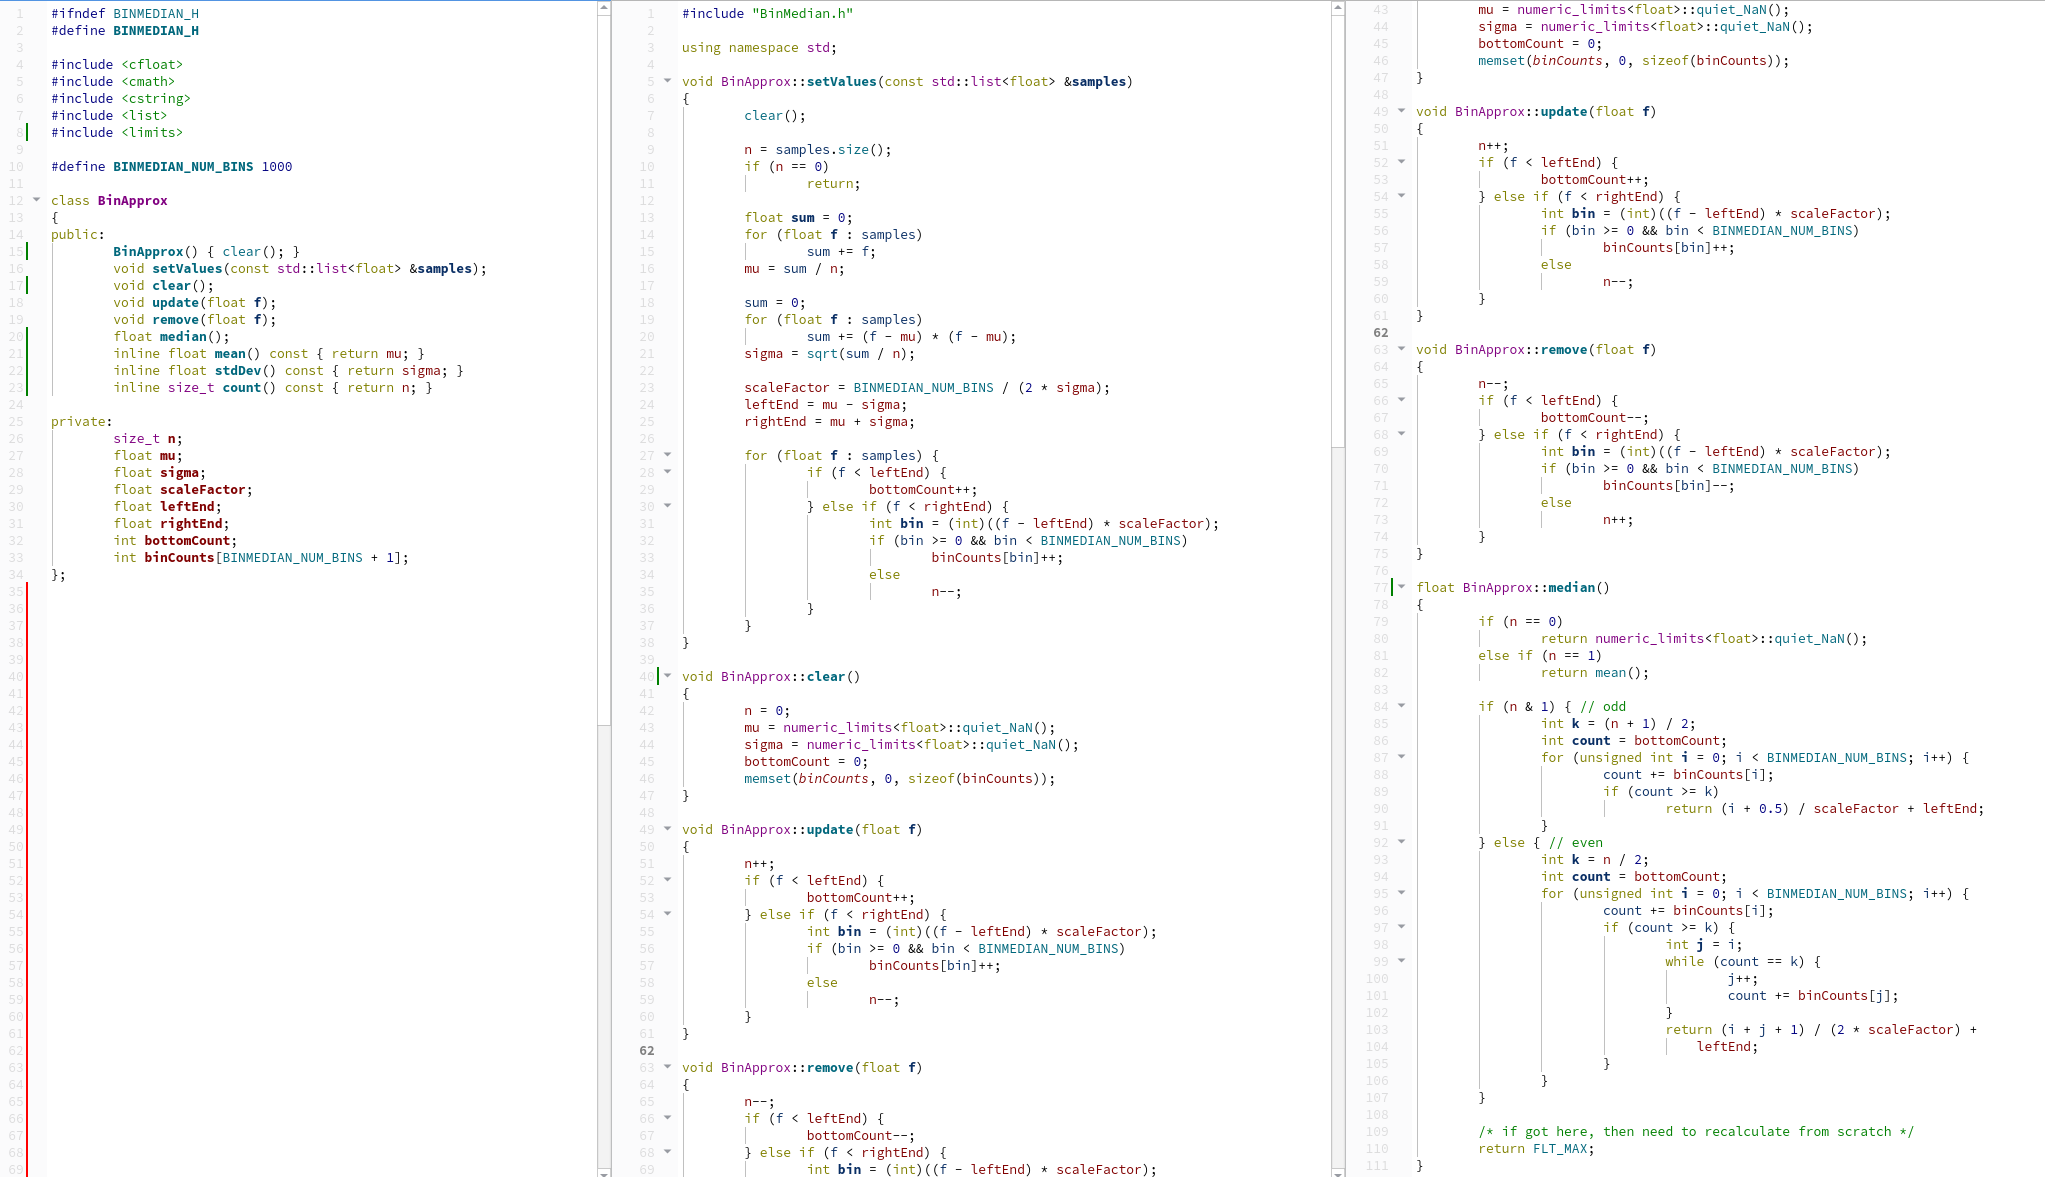 1 #ifndef BINMEDIAN_H
2 #define BINMEDIAN_H
3
4 #include <cfloat>
5 #include <cmath>
6 #include <cstring>
7 #include <list>
8 #include <limits>
9
10 #define BINMEDIAN_NUM_BINS 1000
11
12 class BinApprox
13 {
14 public:
15 BinApprox() { clear(); }
16 void setValues(const std::list<float> &samples);
17 void clear();
18 void update(float f);
19 void remove(float f);
20 float median();
21 inline float mean() const { return mu; }
22 inline float stdDev() const { return sigma; }
23 inline size_t count() const { return n; }
24
25 private:
26 size_t n;
27 float mu;
28 float sigma;
29 float scaleFactor;
30 float leftEnd;
31 float rightEnd;
32 int bottomCount;
33 int binCounts[BINMEDIAN_NUM_BINS + 1];
34 };
35
36
37
38
39
40
41
42
43
44
45
46
47
48
49
50
51
52
53
54
55
56
57
58
59
60
61
62
63
64
65
66
67
68
69
1 #include "BinMedian.h"
2
3 using namespace std;
4
5 void BinApprox::setValues(const std::list<float> &samples)
6 {
7 clear();
8
9 n = samples.size();
10 if (n == 0)
11 return;
12
13 float sum = 0;
14 for (float f : samples)
15 sum += f;
16 mu = sum / n;
17
18 sum = 0;
19 for (float f : samples)
20 sum += (f - mu) * (f - mu);
21 sigma = sqrt(sum / n);
22
23 scaleFactor = BINMEDIAN_NUM_BINS / (2 * sigma);
24 leftEnd = mu - sigma;
25 rightEnd = mu + sigma;
26
27 for (float f : samples) {
28 if (f < leftEnd) {
29 bottomCount++;
30 } else if (f < rightEnd) {
31 int bin = (int)((f - leftEnd) * scaleFactor);
32 if (bin >= 0 && bin < BINMEDIAN_NUM_BINS)
33 binCounts[bin]++;
34 else
35 n--;
36 }
37 }
38 }
39
40 void BinApprox::clear()
41 {
42 n = 0;
43 mu = numeric_limits<float>::quiet_NaN();
44 sigma = numeric_limits<float>::quiet_NaN();
45 bottomCount = 0;
46 memset(binCounts, 0, sizeof(binCounts));
47 }
48
49 void BinApprox::update(float f)
50 {
51 n++;
52 if (f < leftEnd) {
53 bottomCount++;
54 } else if (f < rightEnd) {
55 int bin = (int)((f - leftEnd) * scaleFactor);
56 if (bin >= 0 && bin < BINMEDIAN_NUM_BINS)
57 binCounts[bin]++;
58 else
59 n--;
60 }
61 }
62
63 void BinApprox::remove(float f)
64 {
65 n--;
66 if (f < leftEnd) {
67 bottomCount--;
68 } else if (f < rightEnd) {
69 int bin = (int)((f - leftEnd) * scaleFactor);
43 mu = numeric_limits<float>::quiet_NaN();
44 sigma = numeric_limits<float>::quiet_NaN();
45 bottomCount = 0;
46 memset(binCounts, 0, sizeof(binCounts));
47 }
48
49 void BinApprox::update(float f)
50 {
51 n++;
52 if (f < leftEnd) {
53 bottomCount++;
54 } else if (f < rightEnd) {
55 int bin = (int)((f - leftEnd) * scaleFactor);
56 if (bin >= 0 && bin < BINMEDIAN_NUM_BINS)
57 binCounts[bin]++;
58 else
59 n--;
60 }
61 }
62
63 void BinApprox::remove(float f)
64 {
65 n--;
66 if (f < leftEnd) {
67 bottomCount--;
68 } else if (f < rightEnd) {
69 int bin = (int)((f - leftEnd) * scaleFactor);
70 if (bin >= 0 && bin < BINMEDIAN_NUM_BINS)
71 binCounts[bin]--;
72 else
73 n++;
74 }
75 }
76
77 float BinApprox::median()
78 {
79 if (n == 0)
80 return numeric_limits<float>::quiet_NaN();
81 else if (n == 1)
82 return mean();
83
84 if (n & 1) { // odd
85 int k = (n + 1) / 2;
86 int count = bottomCount;
87 for (unsigned int i = 0; i < BINMEDIAN_NUM_BINS; i++) {
88 count += binCounts[i];
89 if (count >= k)
90 return (i + 0.5) / scaleFactor + leftEnd;
91 }
92 } else { // even
93 int k = n / 2;
94 int count = bottomCount;
95 for (unsigned int i = 0; i < BINMEDIAN_NUM_BINS; i++) {
96 count += binCounts[i];
97 if (count >= k) {
98 int j = i;
99 while (count == k) {
100 j++;
101 count += binCounts[j];
102 }
103 return (i + j + 1) / (2 * scaleFactor) +
104 leftEnd;
105 }
106 }
107 }
108
109 /* if got here, then need to recalculate from scratch */
110 return FLT_MAX;
111 }